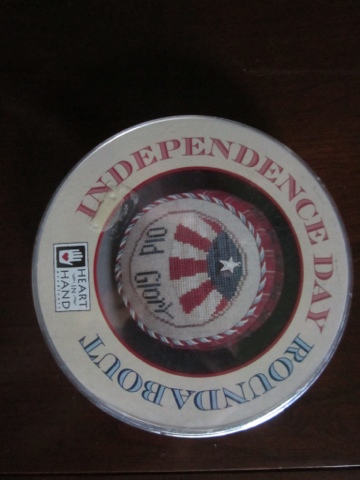 INDEPENDENCE DAY
ROUNDABOUT
Old
Glory
HEART
IN
HAND